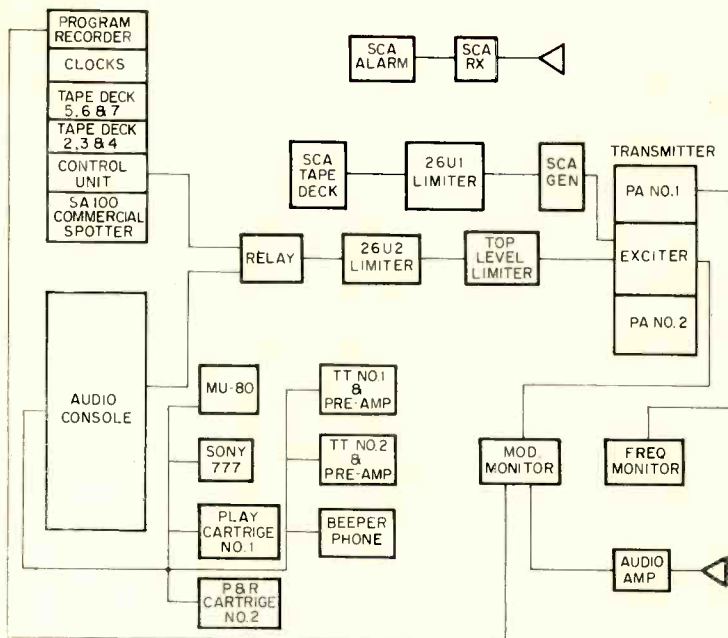 PROGRAM
RECORDER
CLOCKS
TAPE DECK
5,6 & 7
TAPE DECK
2,3 & 4
CONTROL
UNIT
SA100
COMMERCIAL
SPOTTER
SCA
ALARM
SCA
RX
SCA
TAPE
DECK
26U1
LIMITER
SCA
GEN
TRANSMITTER
PA NO.1
EXCITER
PA NO. 2
RELAY
26U2
LIMITER
TOP
LEVEL
LIMITER
AUDIO
CONSOLE
MU-80
SONY
777
PLAY
CARTRIGE
NO.1
P&R
CARTRIGE
NO.2
TT NO.1
&
PRE-AMP
TT NO.2
&
PRE-AMP
BEEPER
PHONE
MOD.
MONITOR
FREQ
MONITOR
AUDIO
AMP